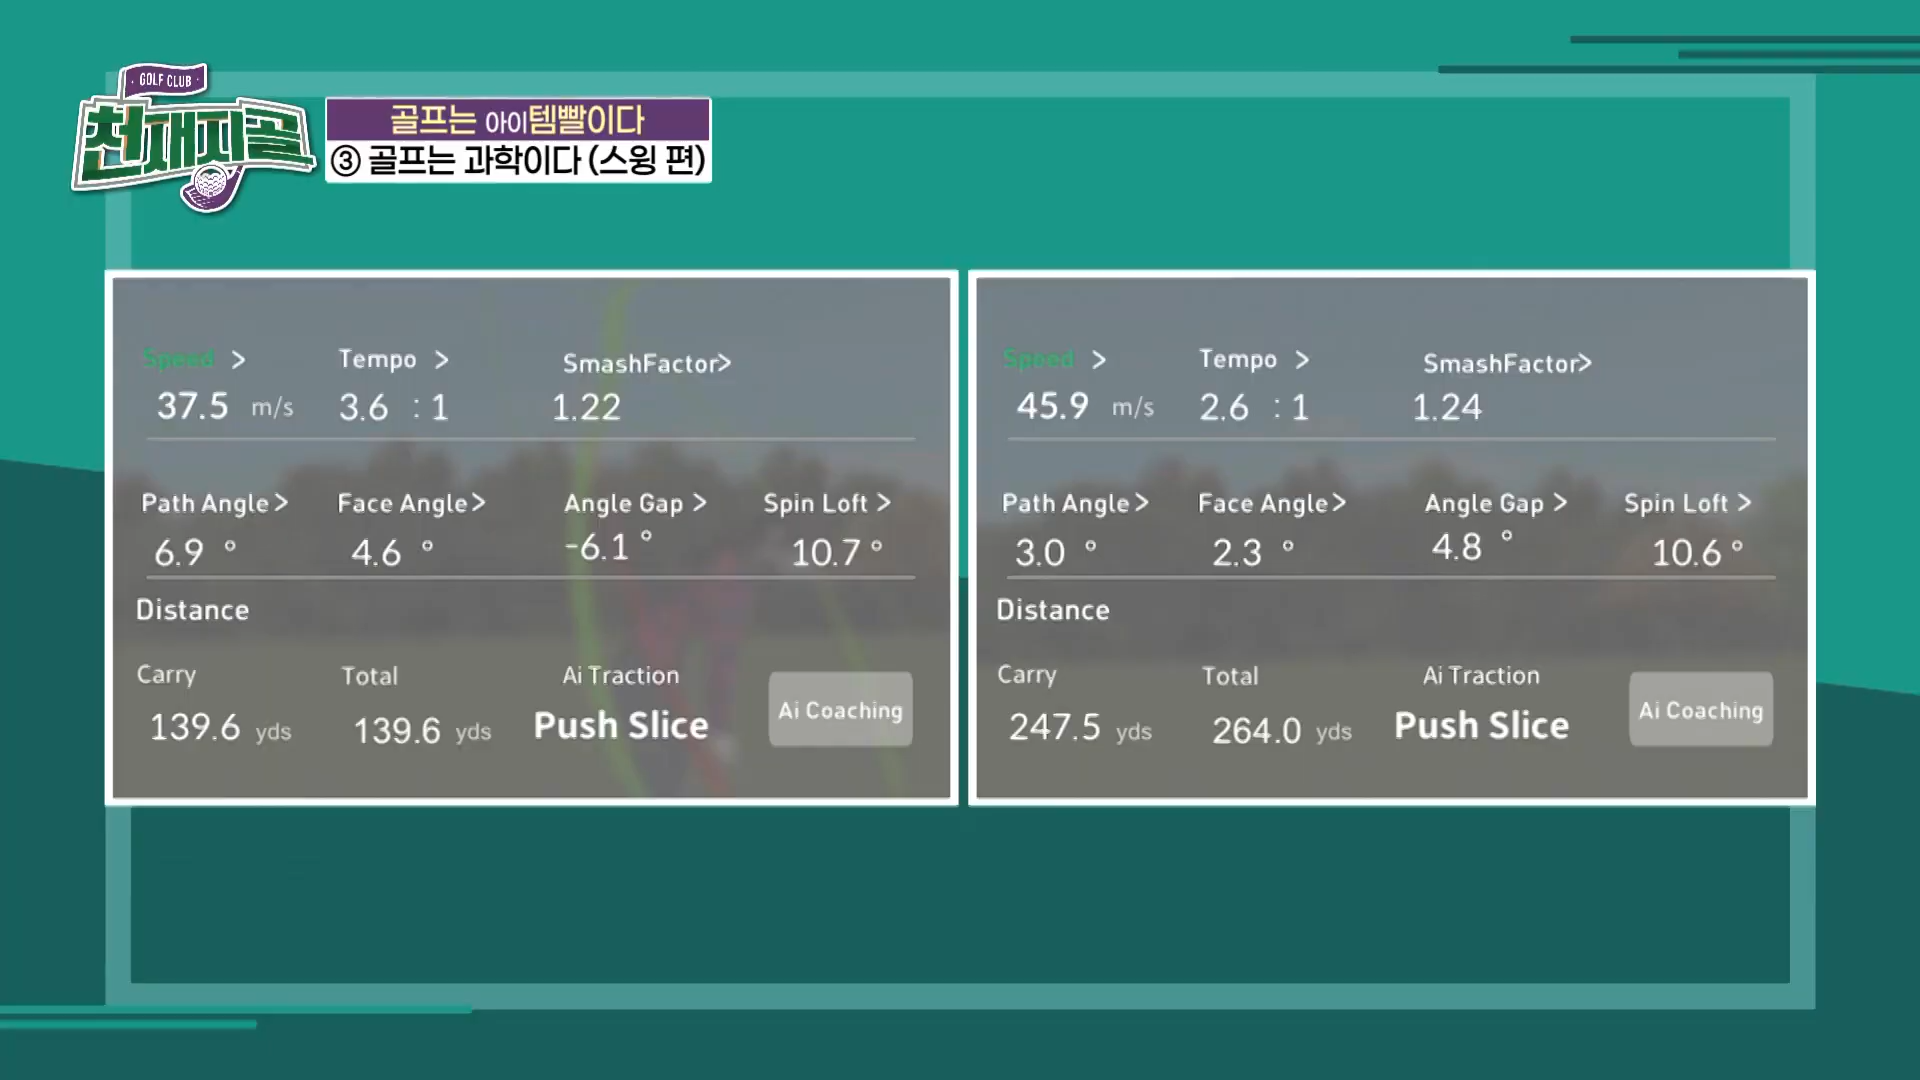 GOLF CLUB
천재지골
골프는 아이템빨이다
③ 골프는 과학이다 (스윙 편)
Speed > Tempo > SmashFactor>
37.5 m/s 3.6 : 1 1.22
Path Angle> Face Angle> Angle Gap > Spin Loft >
6.9 ° 4.6 ° -6.1 ° 10.7 °
Distance
Carry Total Ai Traction
139.6 yds 139.6 yds Push Slice Ai Coaching
Speed > Tempo > SmashFactor>
45.9 m/s 2.6 : 1 1.24
Path Angle> Face Angle> Angle Gap > Spin Loft >
3.0 ° 2.3 ° 4.8 ° 10.6 °
Distance
Carry Total Ai Traction
247.5 yds 264.0 yds Push Slice Ai Coaching